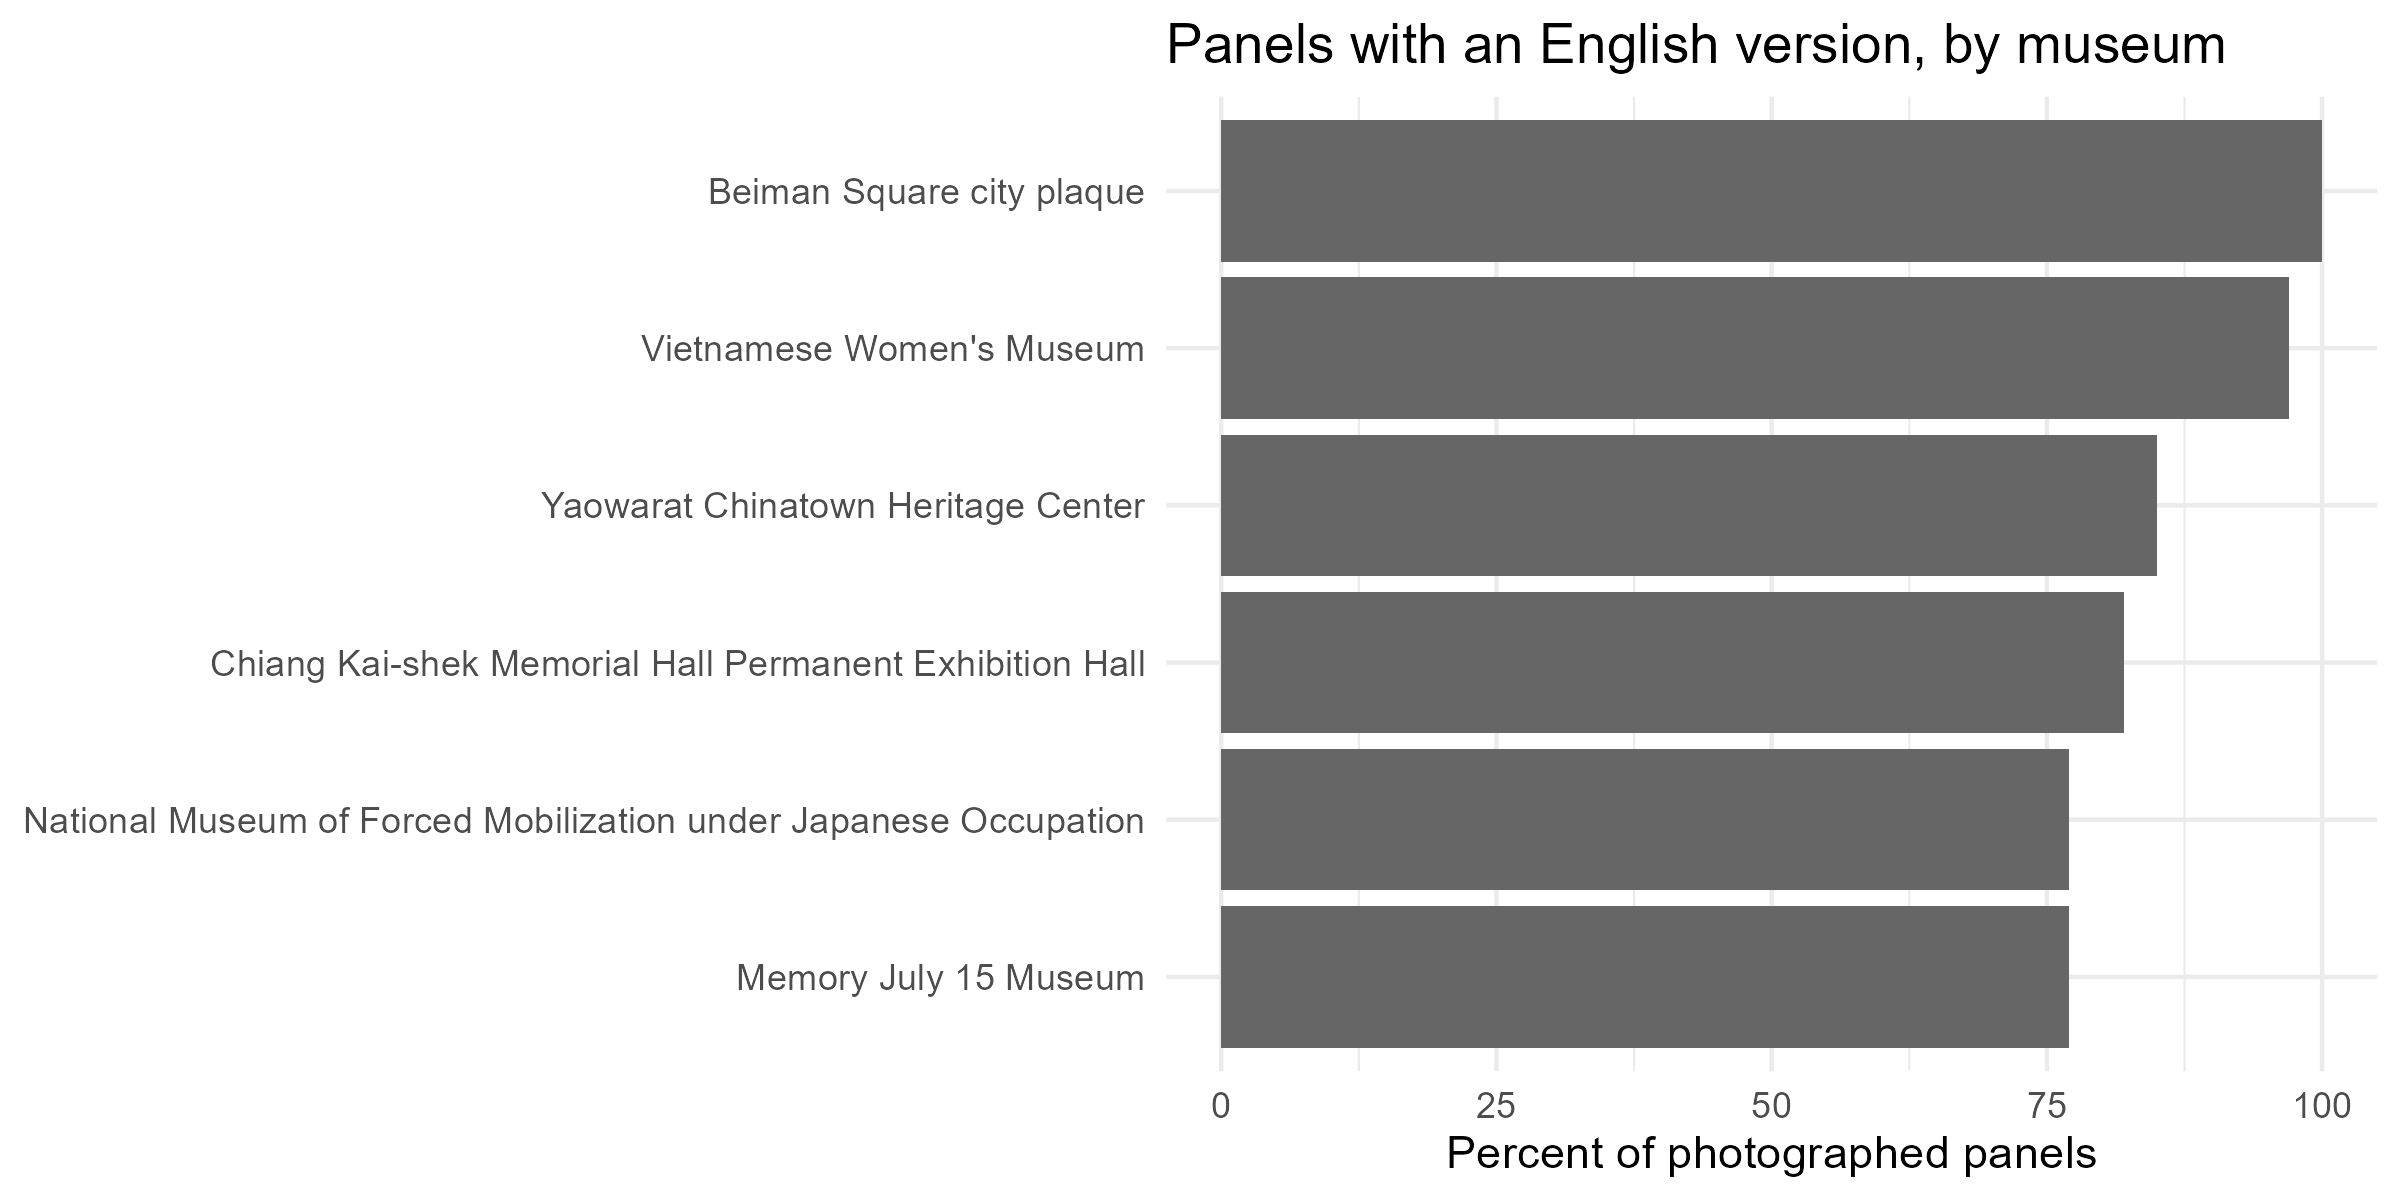 Panels with an English version, by museum
Beiman Square city plaque
Vietnamese Women's Museum
Yaowarat Chinatown Heritage Center
Chiang Kai-shek Memorial Hall Permanent Exhibition Hall
National Museum of Forced Mobilization under Japanese Occupation
Memory July 15 Museum
0 25 50 75 100
Percent of photographed panels